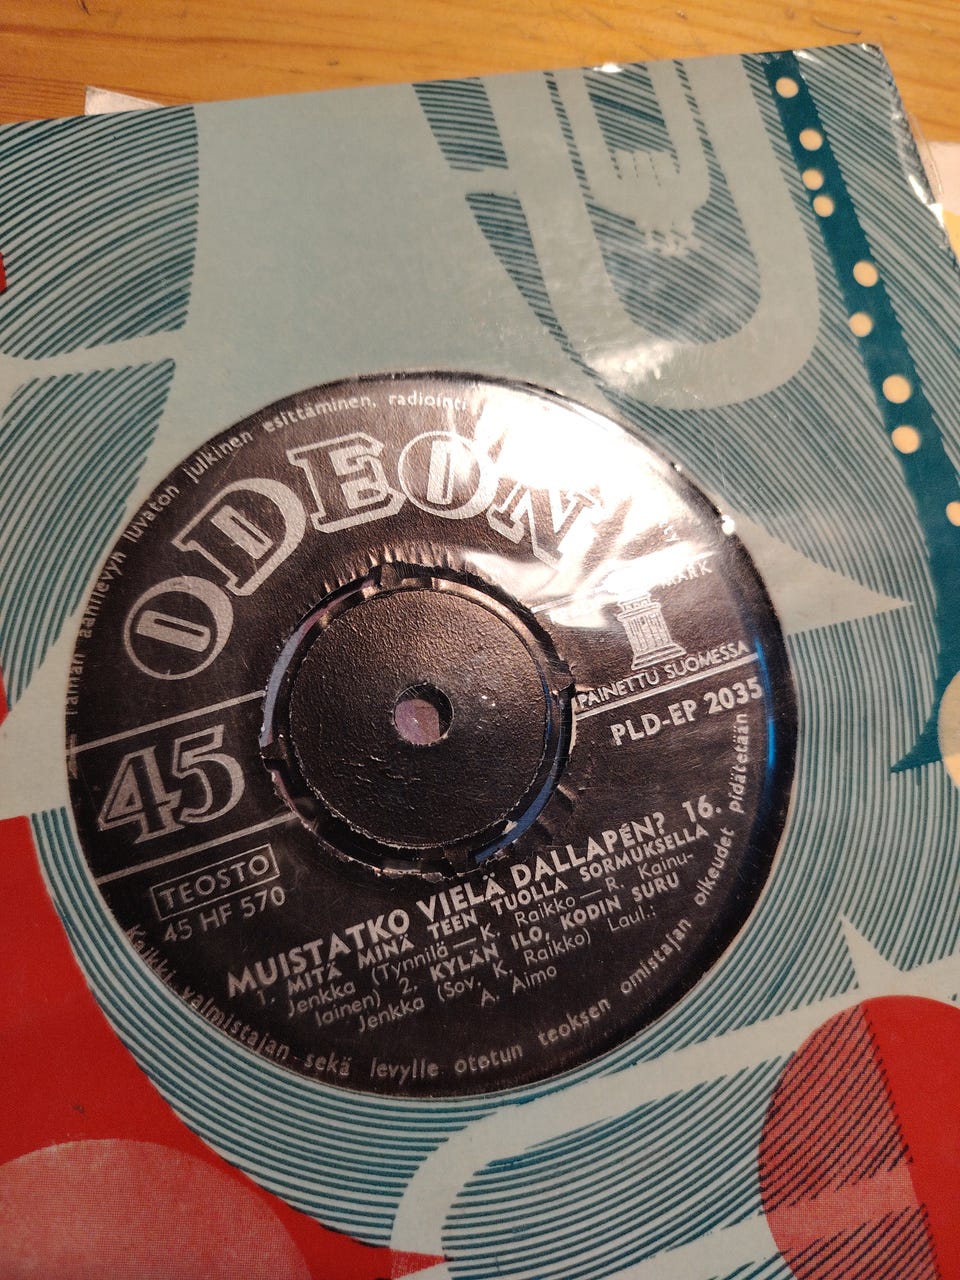 ämän äänilevyn luvaton julkinen esittäminen, radiointi
ODEON
MARK
PAINETTU SUOMESSA
45
PLD-EP 2035
TEOSTO
45 HF 570
MUISTATKO VIELÄ DALLAPÉN? 16.
1. MITÄ MINÄ TEEN TUOLLA SORMUKSELLA
Jenkka (Tynnilä — K. Raikko — R. Kainu-
lainen) 2. KYLÄN ILO, KODIN SURU
Jenkka (Sov. K. Raikko) Laul.:
A. Aimo
Kaikki valmistajan sekä levylle otetun teoksen omistajan oikeudet pidätetään